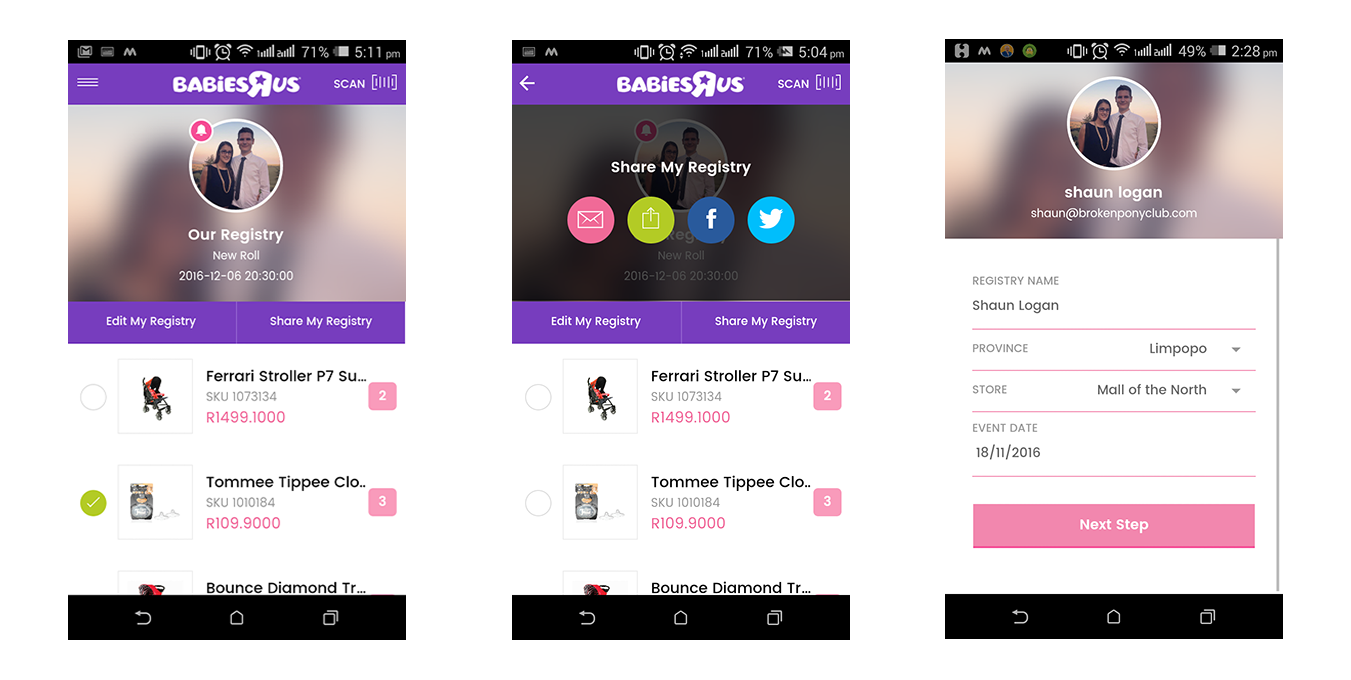 71% 5:11 pm
BABIESRUS
SCAN
Our Registry
New Roll
2016-12-06 20:30:00
Edit My Registry
Share My Registry
Ferrari Stroller P7 Su...
SKU 1073134
R1499.1000
2
Tommee Tippee Clo..
SKU 1010184
R109.9000
3
Bounce Diamond Tr...
71% 5:04 pm
BABIESRUS
SCAN
Share My Registry
f
New Roll
2016-12-06 20:30:00
Edit My Registry
Share My Registry
Ferrari Stroller P7 Su...
SKU 1073134
R1499.1000
2
Tommee Tippee Clo..
SKU 1010184
R109.9000
3
Bounce Diamond Tr...
49% 2:28 pm
shaun logan
shaun@brokenponyclub.com
REGISTRY NAME
Shaun Logan
PROVINCE Limpopo
STORE Mall of the North
EVENT DATE
18/11/2016
Next Step